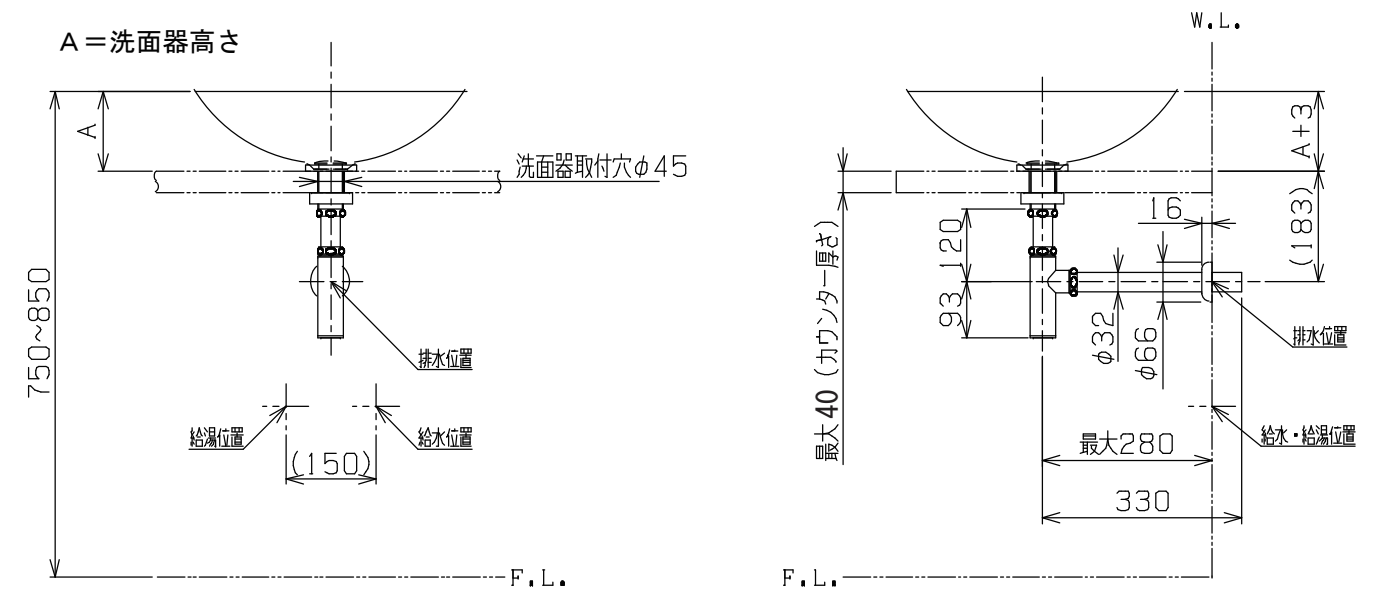 A=洗面器高さ
A
洗面器取付穴φ45
750~850
排水位置
給湯位置
給水位置
(150)
F.L.
W.L.
A+3
(183)
16
120
93
φ32
φ66
最大40(カウンター厚さ)
排水位置
給水・給湯位置
最大280
330
F.L.